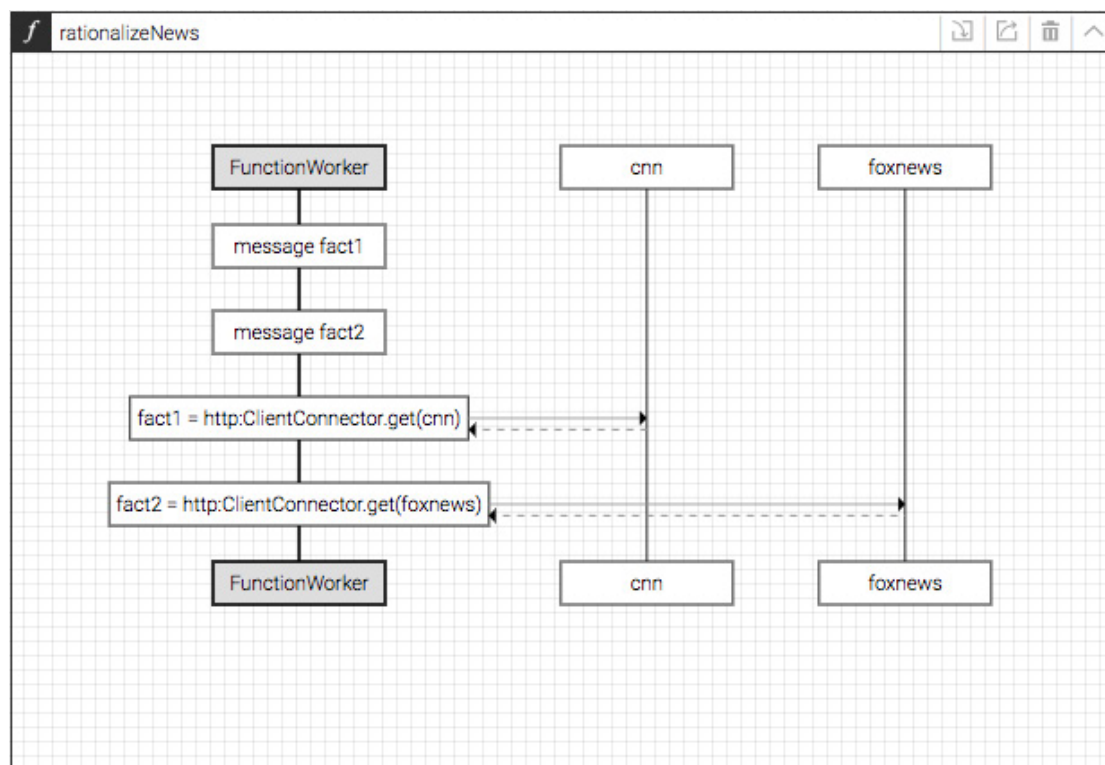 f rationalizeNews
FunctionWorker cnn foxnews
message fact1
message fact2
fact1 = http:ClientConnector.get(cnn)
fact2 = http:ClientConnector.get(foxnews)
FunctionWorker cnn foxnews